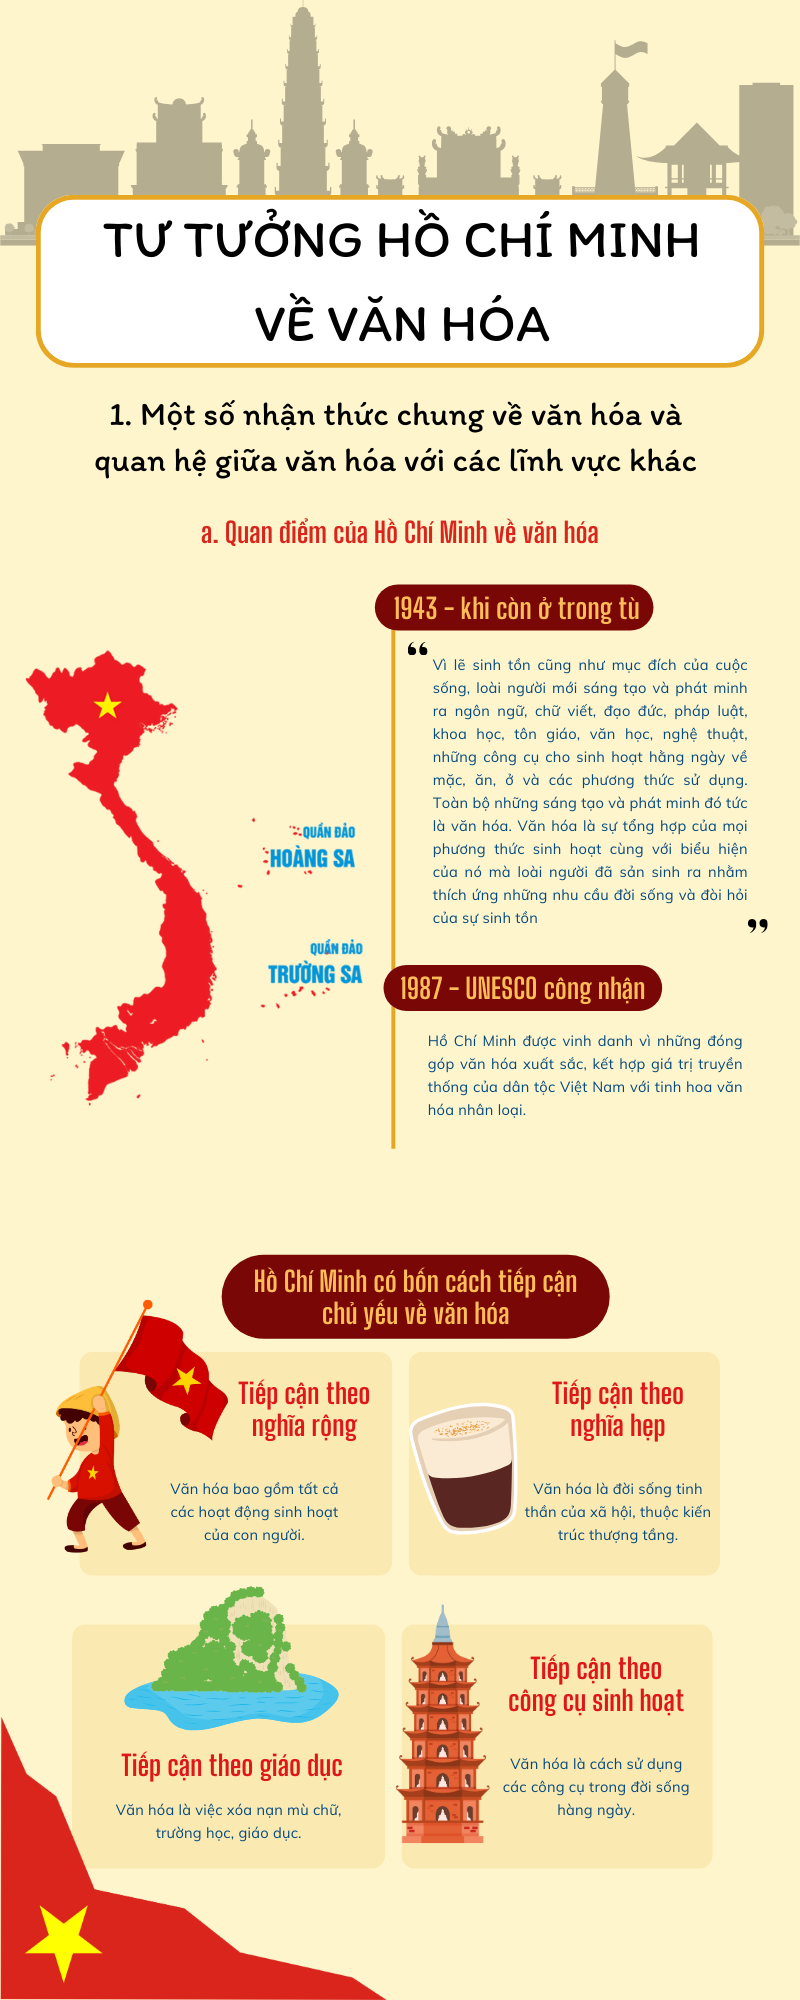 TƯ TƯỞNG HỒ CHÍ MINH
VỀ VĂN HÓA
1. Một số nhận thức chung về văn hóa và
quan hệ giữa văn hóa với các lĩnh vực khác
a. Quan điểm của Hồ Chí Minh về văn hóa
1943 - khi còn ở trong tù
“
Vì lẽ sinh tồn cũng như mục đích của cuộc
sống, loài người mới sáng tạo và phát minh
ra ngôn ngữ, chữ viết, đạo đức, pháp luật,
khoa học, tôn giáo, văn học, nghệ thuật,
những công cụ cho sinh hoạt hằng ngày về
mặc, ăn, ở và các phương thức sử dụng.
Toàn bộ những sáng tạo và phát minh đó tức
là văn hóa. Văn hóa là sự tổng hợp của mọi
phương thức sinh hoạt cùng với biểu hiện
của nó mà loài người đã sản sinh ra nhằm
thích ứng những nhu cầu đời sống và đòi hỏi
của sự sinh tồn
”
QUẦN ĐẢO
HOÀNG SA
QUẦN ĐẢO
TRƯỜNG SA
1987 - UNESCO công nhận
Hồ Chí Minh được vinh danh vì những đóng
góp văn hóa xuất sắc, kết hợp giá trị truyền
thống của dân tộc Việt Nam với tinh hoa văn
hóa nhân loại.
Hồ Chí Minh có bốn cách tiếp cận
chủ yếu về văn hóa
Tiếp cận theo
nghĩa rộng
Văn hóa bao gồm tất cả
các hoạt động sinh hoạt
của con người.
Tiếp cận theo
nghĩa hẹp
Văn hóa là đời sống tinh
thần của xã hội, thuộc kiến
trúc thượng tầng.
Tiếp cận theo giáo dục
Văn hóa là việc xóa nạn mù chữ,
trường học, giáo dục.
Tiếp cận theo
công cụ sinh hoạt
Văn hóa là cách sử dụng
các công cụ trong đời sống
hàng ngày.